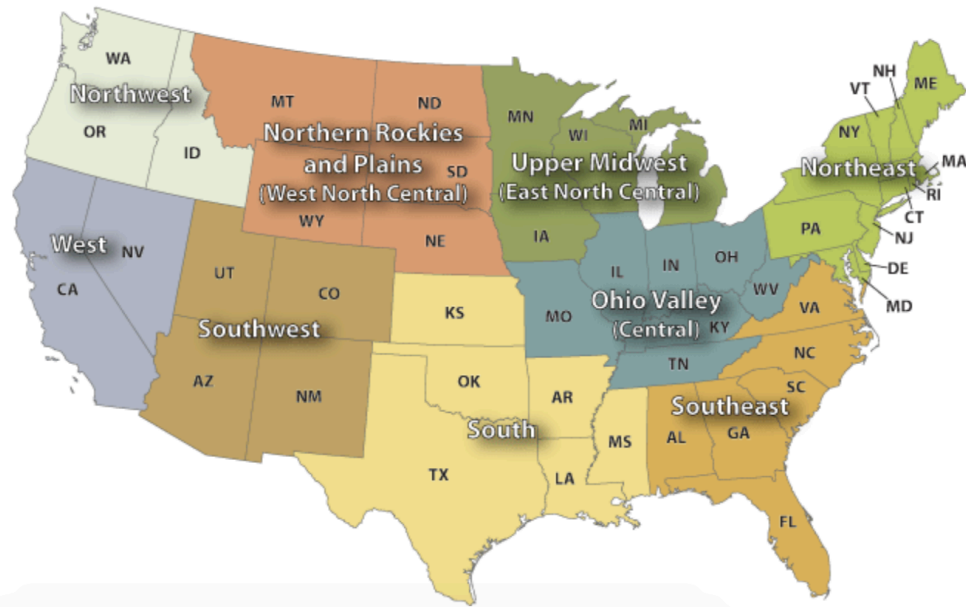 WA
Northwest
OR
ID
MT
ND
Northern Rockies
and Plains
(West North Central)
SD
WY
NE
MN
WI
MI
Upper Midwest
(East North Central)
IA
NH
VT
ME
NY
Northeast
MA
RI
CT
PA
NJ
DE
MD
West
NV
CA
UT
CO
Southwest
AZ
NM
IL
IN
OH
WV
Ohio Valley
(Central)
MO
KY
TN
KS
OK
AR
South
TX
LA
MS
VA
NC
SC
Southeast
AL
GA
FL